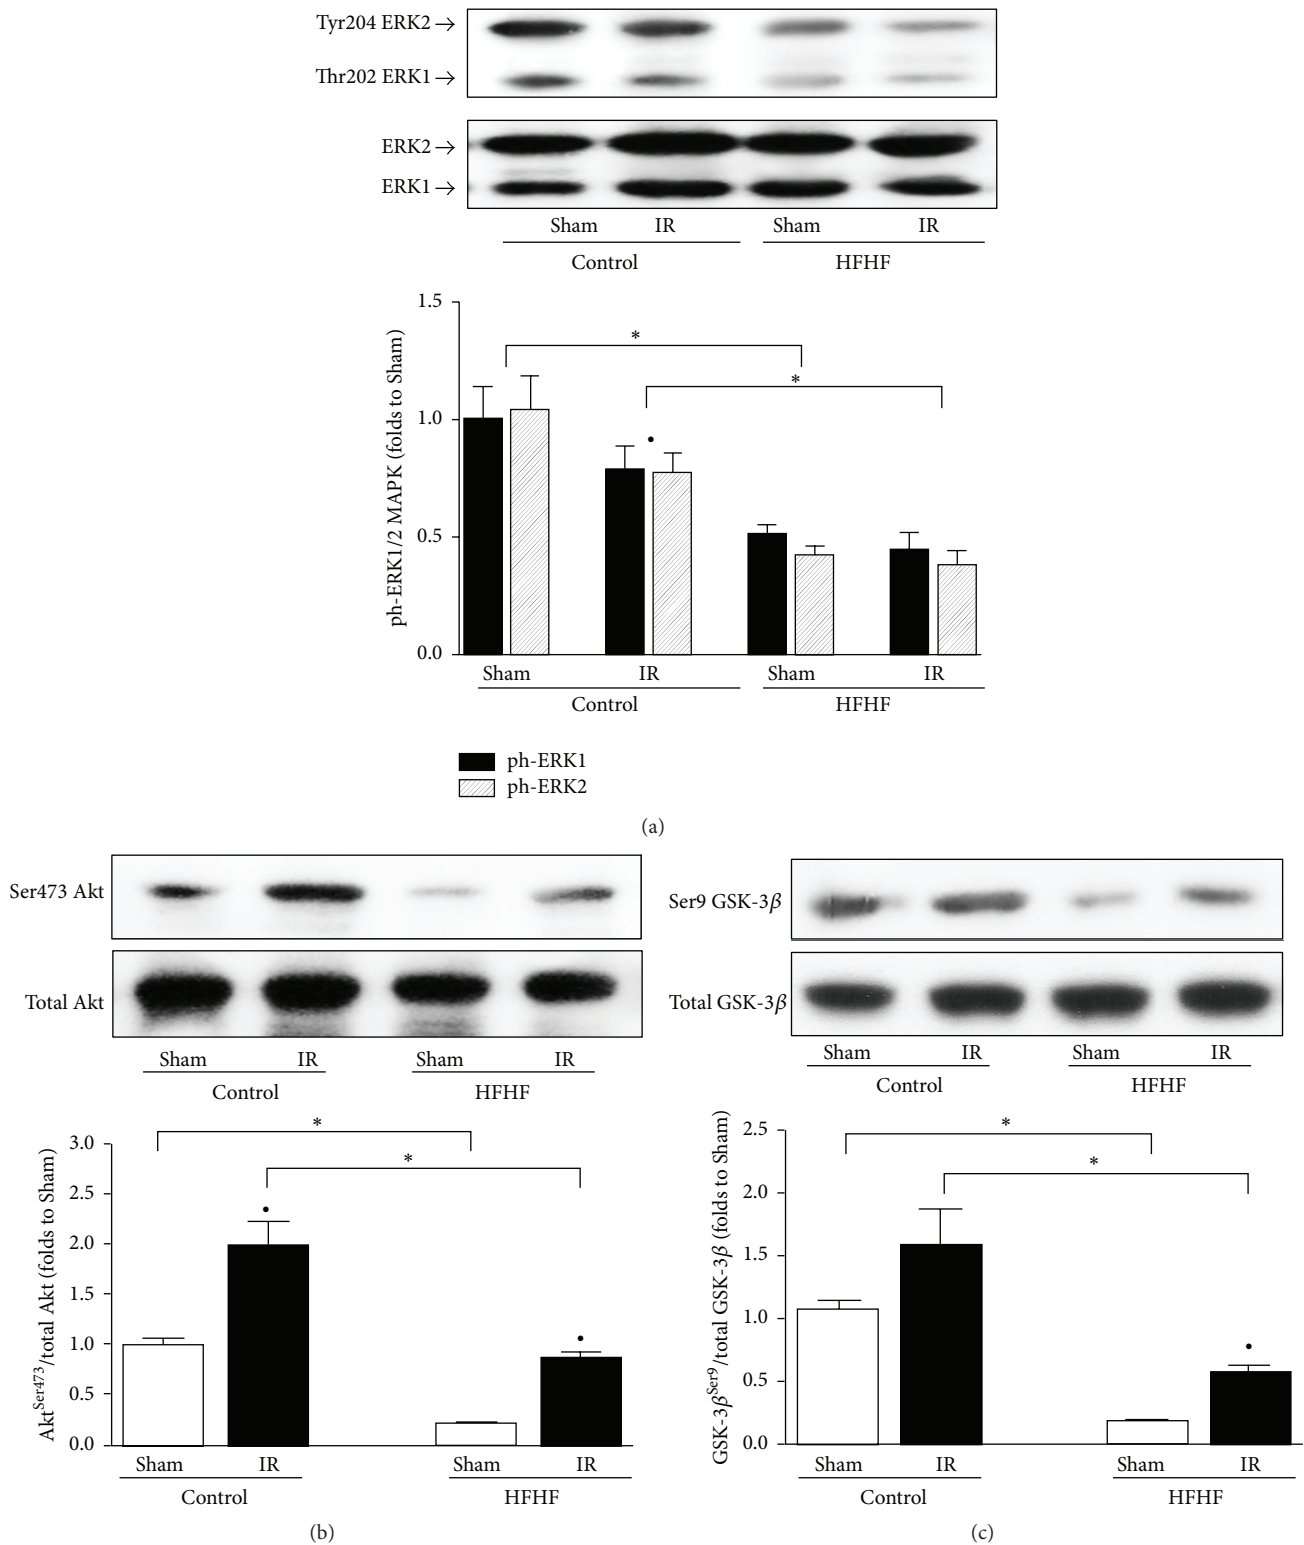 Tyr204 ERK2 →
Thr202 ERK1 →
ERK2 →
ERK1 →
Sham IR Sham IR
Control HFHF
ph-ERK1/2 MAPK (folds to Sham)
1.5
1.0
0.5
0.0
*
*
•
Sham IR Sham IR
Control HFHF
ph-ERK1
ph-ERK2
(a)
Ser473 Akt
Total Akt
Sham IR Sham IR
Control HFHF
Akt^Ser473/total Akt (folds to Sham)
3.0
2.5
2.0
1.5
1.0
0.5
0.0
*
*
•
•
Sham IR Sham IR
Control HFHF
(b)
Ser9 GSK-3β
Total GSK-3β
Sham IR Sham IR
Control HFHF
GSK-3β^Ser9/total GSK-3β (folds to Sham)
2.5
2.0
1.5
1.0
0.5
0.0
*
*
•
Sham IR Sham IR
Control HFHF
(c)